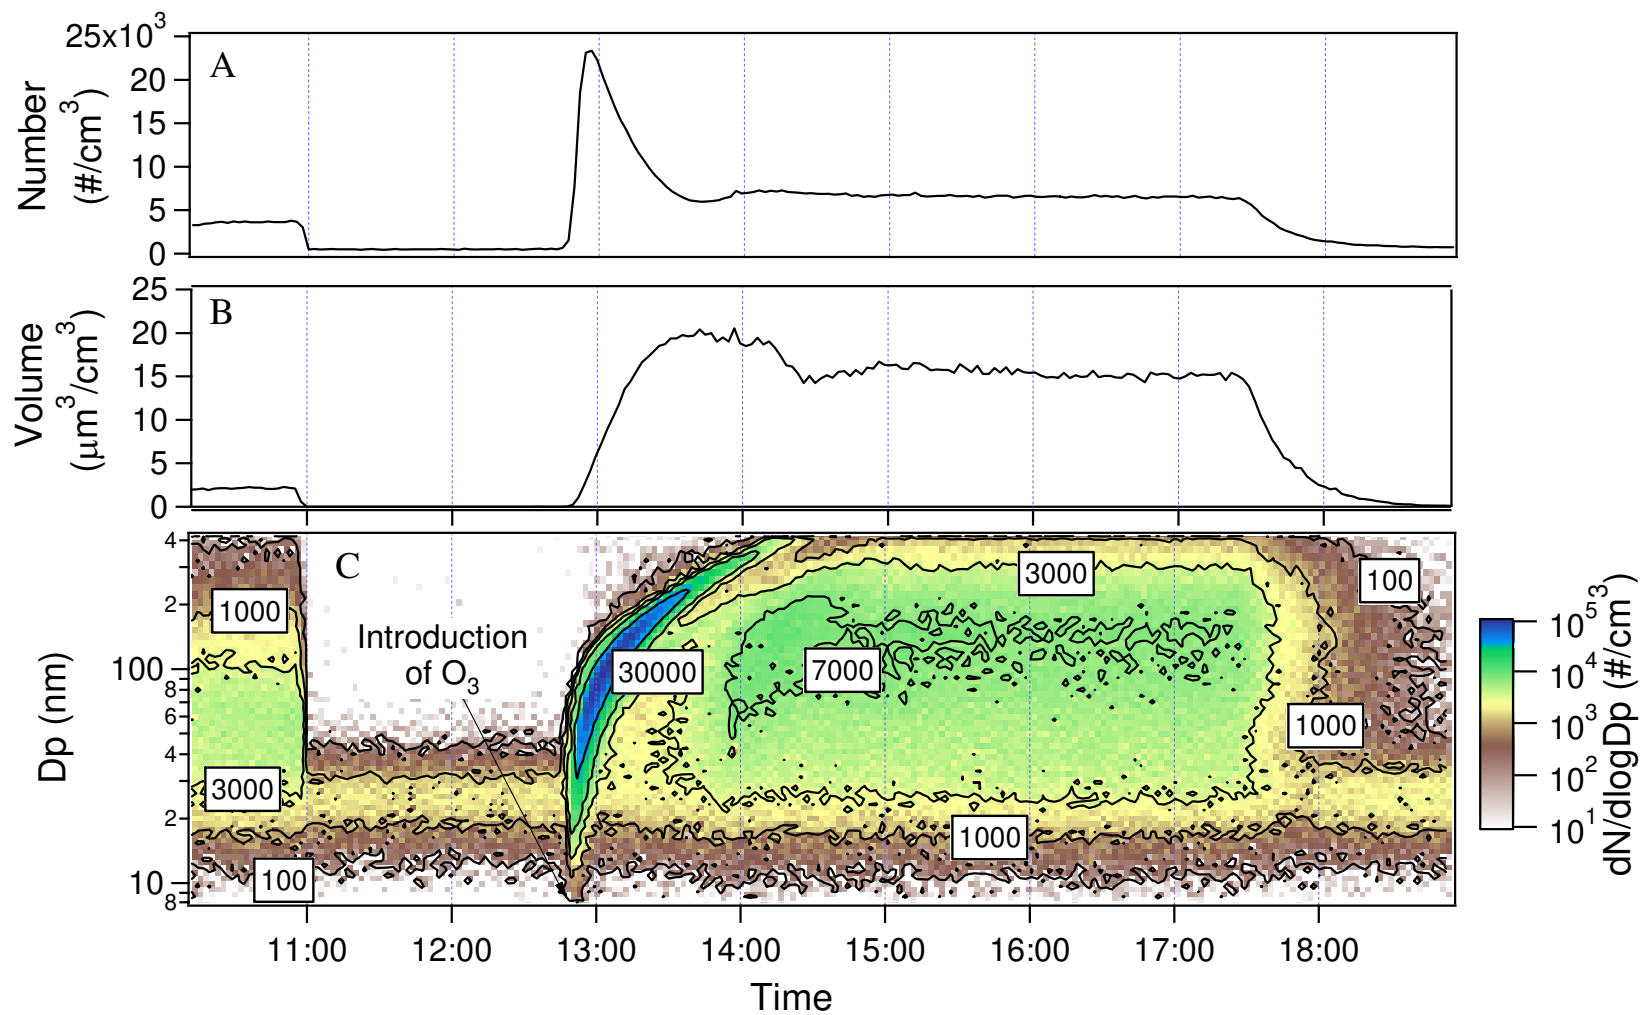 25x10³
20
15
10
5
0
Number
(#/cm³)
A
25
20
15
10
5
0
Volume
(μm³/cm³)
B
4
2
100
8
6
4
2
10
8
Dp (nm)
C
1000
3000
100
Introduction
of O₃
30000
7000
3000
1000
100
1000
10⁵
10⁴
10³
10²
10¹
dN/dlogDp (#/cm³)
11:00 12:00 13:00 14:00 15:00 16:00 17:00 18:00
Time